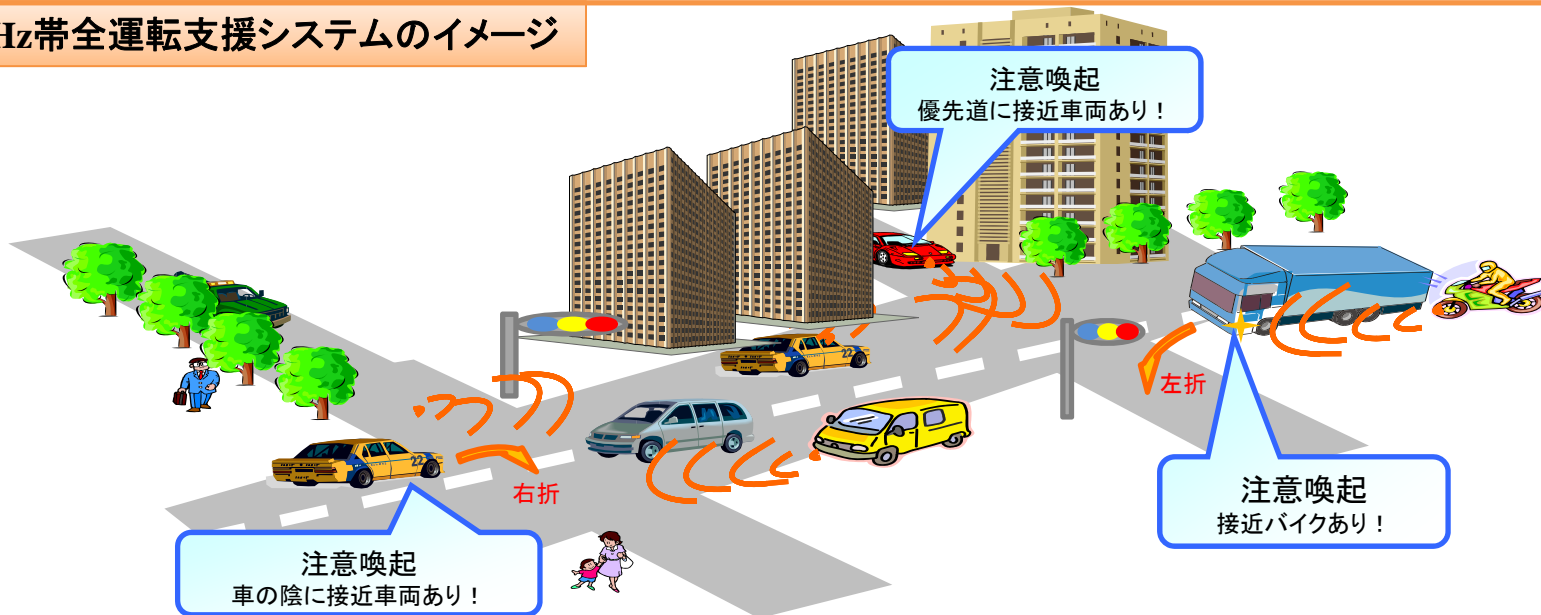 Hz帯全運転支援システムのイメージ
注意喚起
優先道に接近車両あり！
左折
右折
注意喚起
接近バイクあり！
注意喚起
車の陰に接近車両あり！
22
22